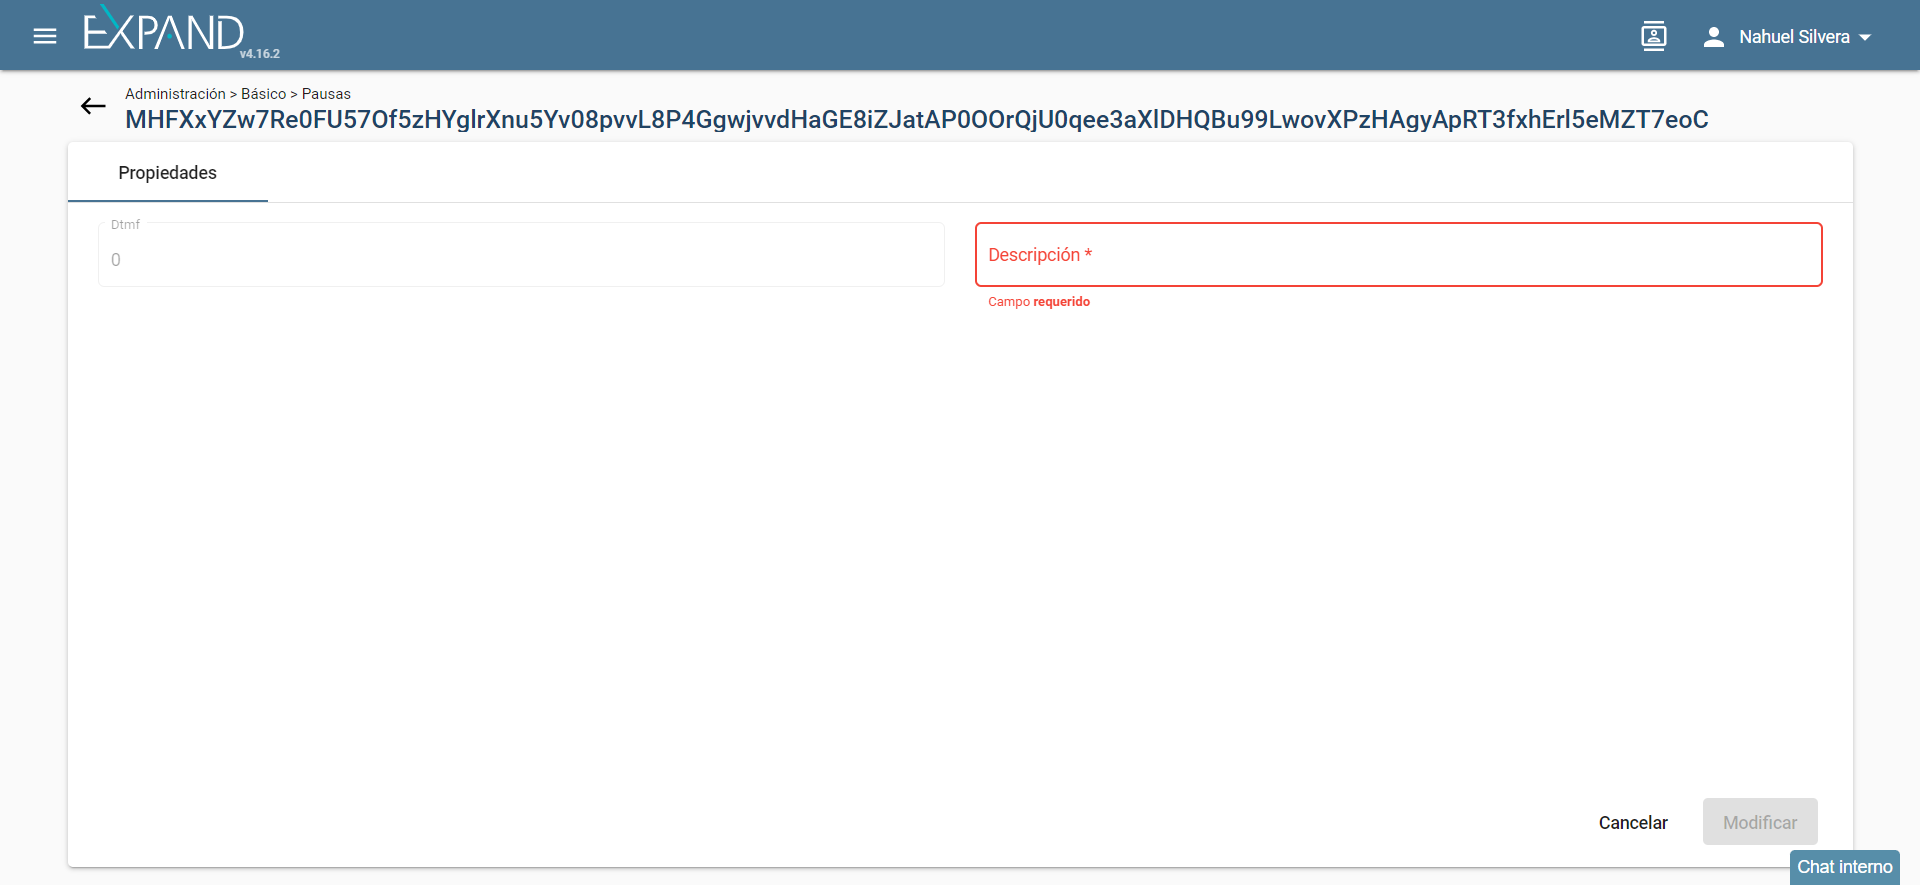 EXPAND
v4.16.2
Nahuel Silvera
Administración > Básico > Pausas
MHFXxYZw7Re0FU57Of5zHYglrXnu5Yv08pvvL8P4GgwjvvdHaGE8iZJatAP0OOrQjU0qee3aXlDHQBu99LwovXPzHAgyApRT3fxhErl5eMZT7eoC
Propiedades
Dtmf
0
Descripción *
Campo requerido
Cancelar
Modificar
Chat interno